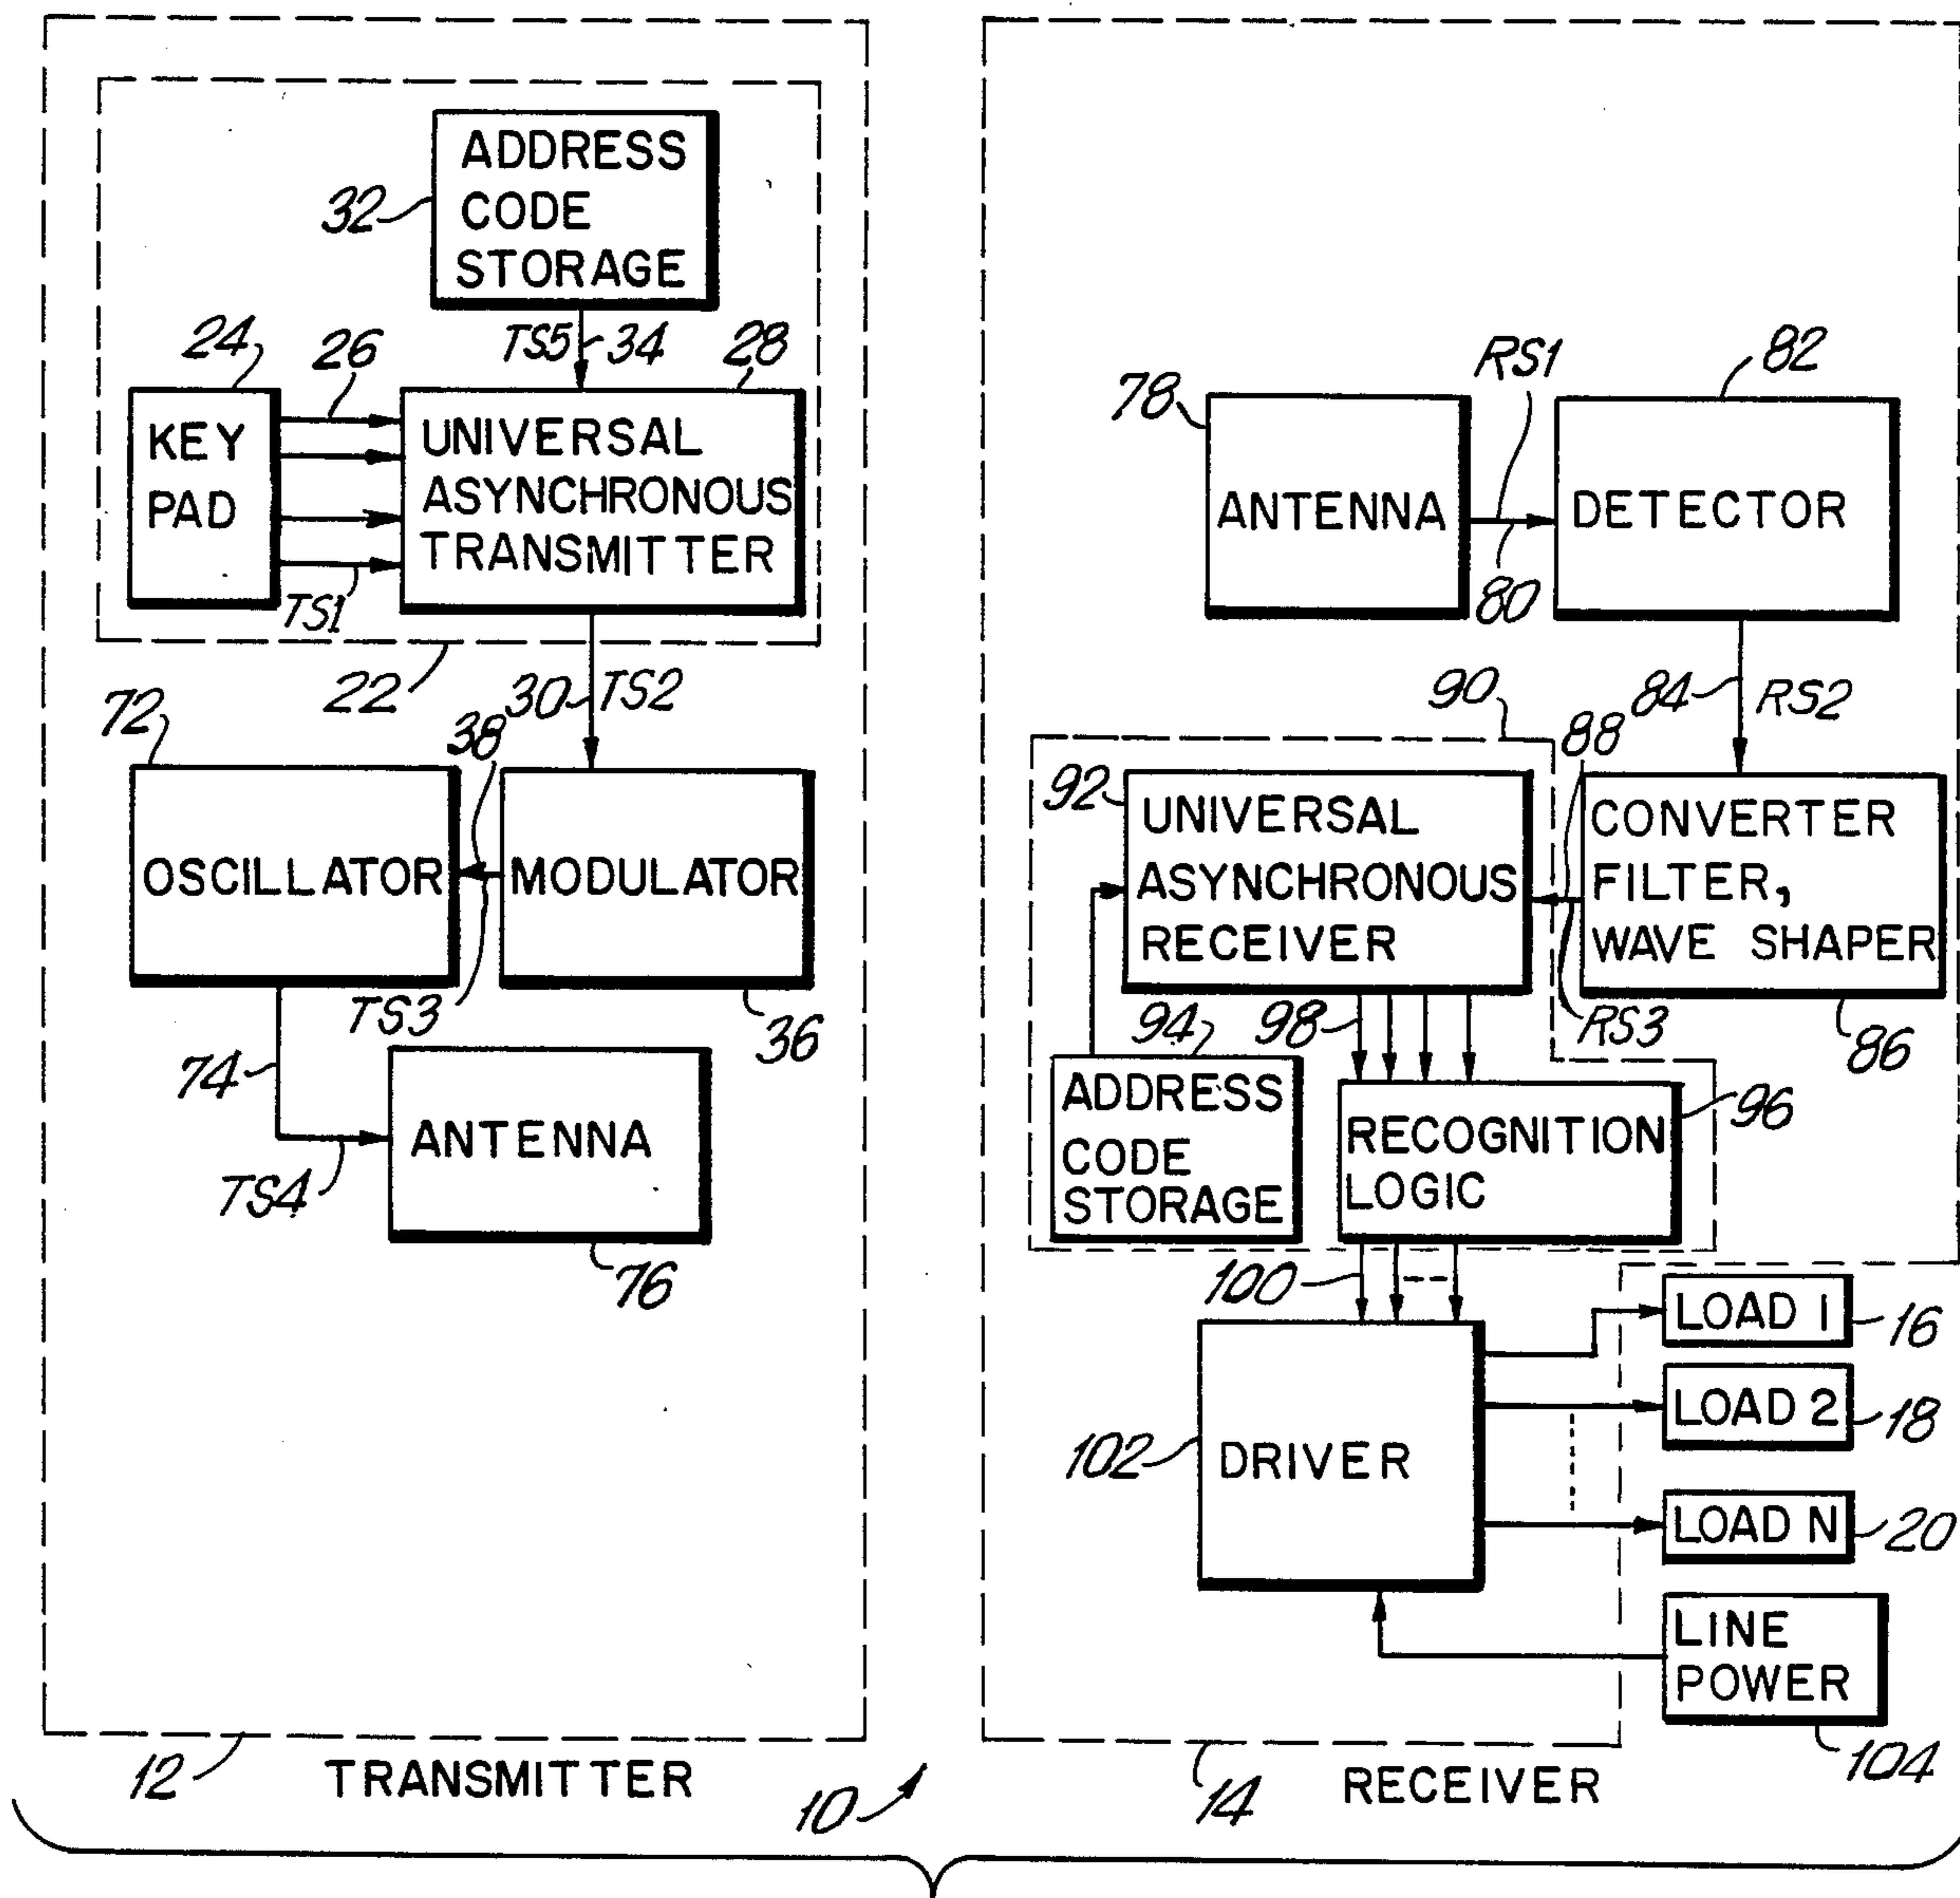 ADDRESS
CODE
STORAGE
32
TS5
34
24
26
28
KEY
PAD
UNIVERSAL
ASYNCHRONOUS
TRANSMITTER
TS1
22
30
TS2
72
38
OSCILLATOR
MODULATOR
TS3
36
74
ANTENNA
TS4
76
12
TRANSMITTER
10
78
ANTENNA
RS1
80
82
DETECTOR
84
RS2
90
88
92
UNIVERSAL
ASYNCHRONOUS
RECEIVER
CONVERTER
FILTER,
WAVE SHAPER
RS3
86
98
94
ADDRESS
CODE
STORAGE
RECOGNITION
LOGIC
96
100
102
DRIVER
LOAD 1
16
LOAD 2
18
LOAD N
20
LINE
POWER
104
14
RECEIVER